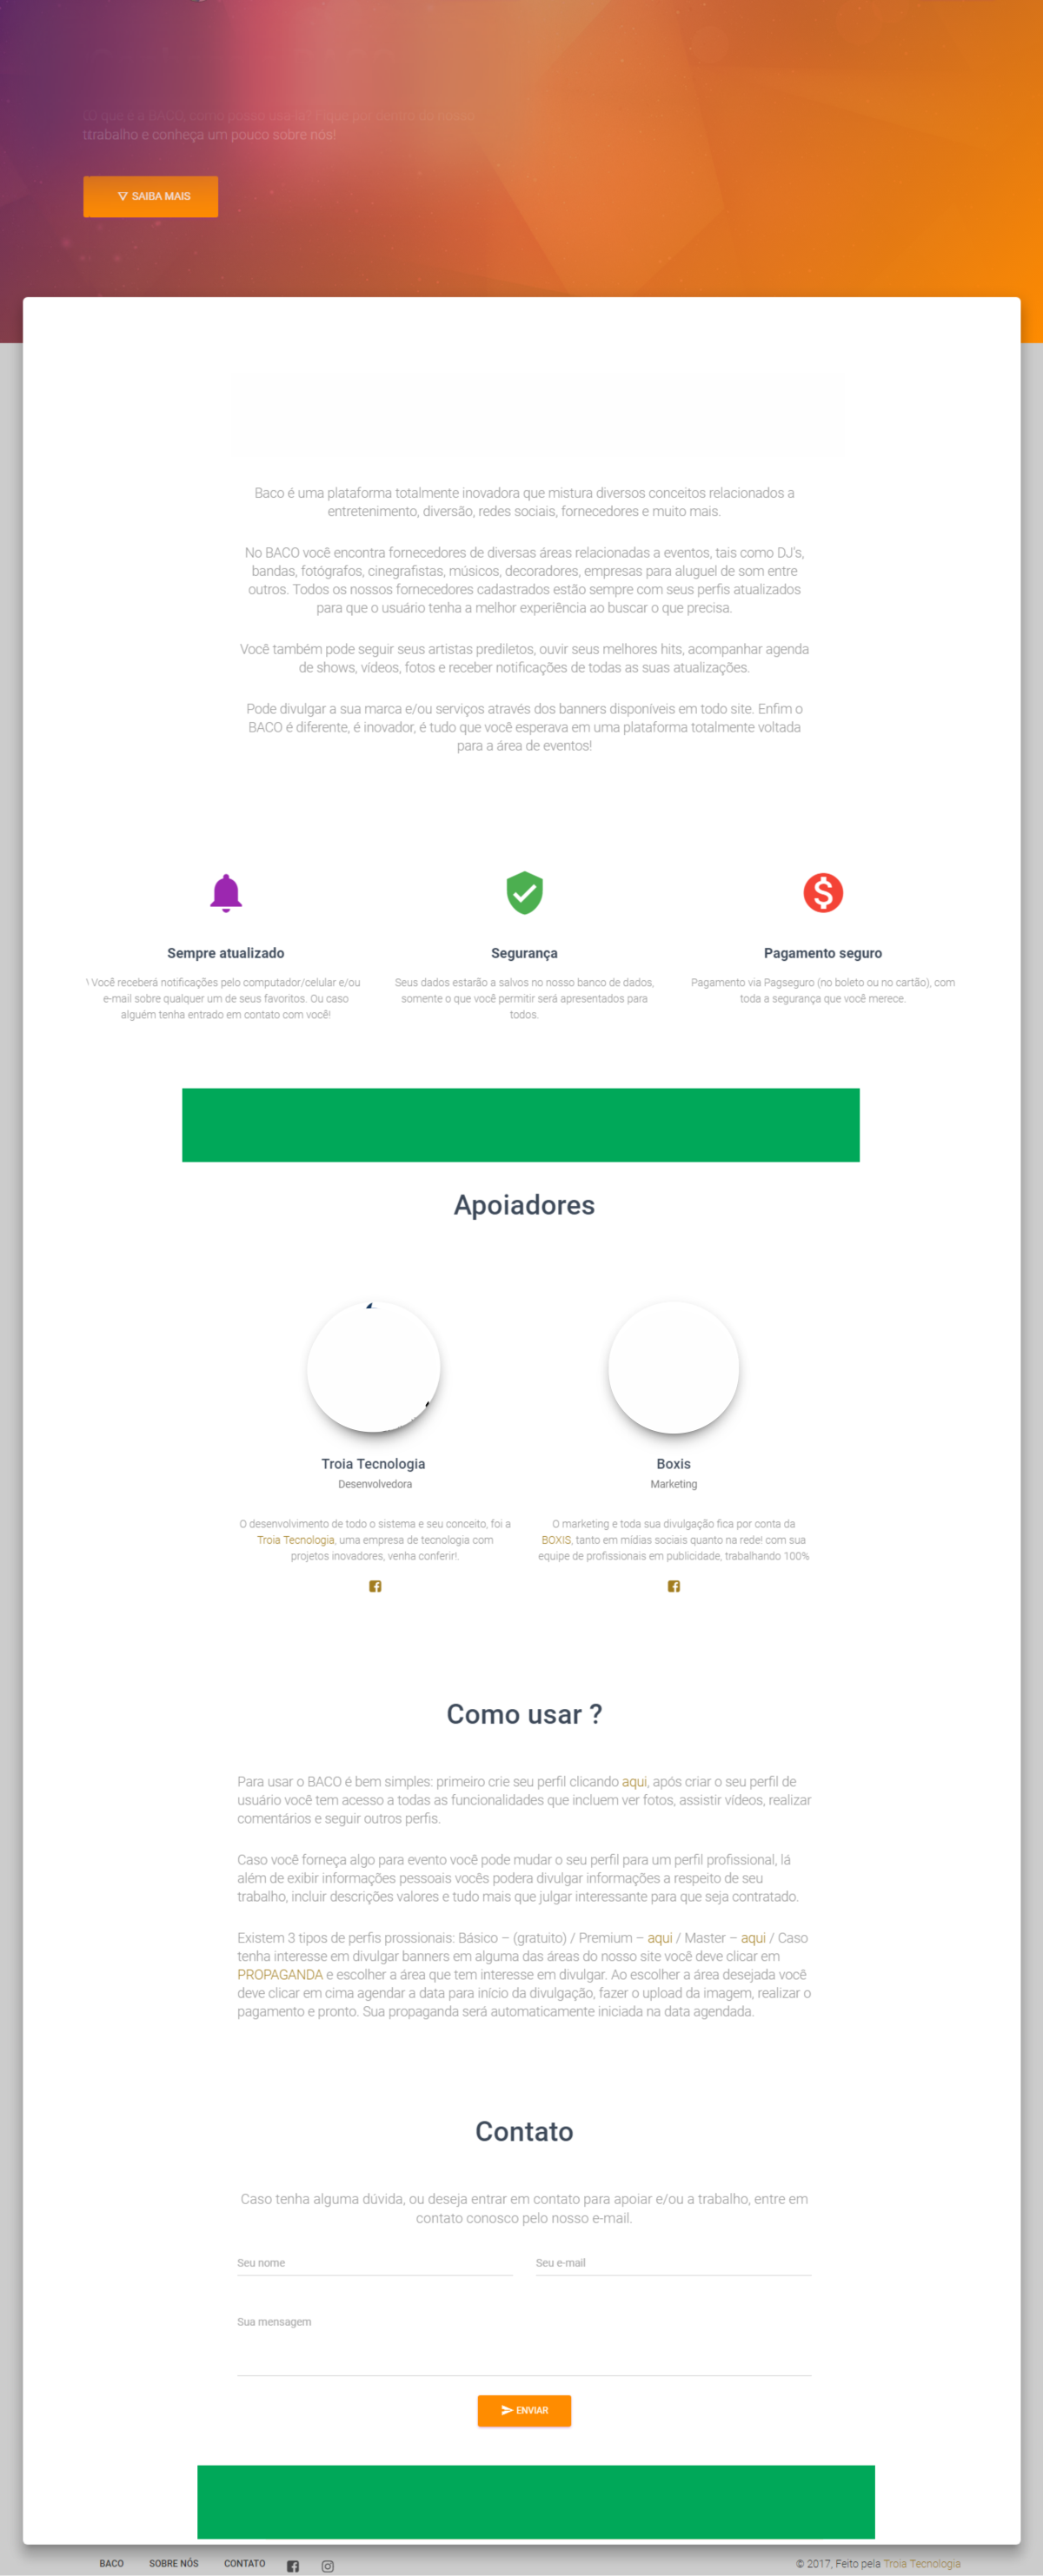 O que é a BACO, como posso usa-la? Fique por dentro do nosso
trabalho e conheça um pouco sobre nós!
SAIBA MAIS
Baco é uma plataforma totalmente inovadora que mistura diversos conceitos relacionados a
entretenimento, diversão, redes sociais, fornecedores e muito mais.
No BACO você encontra fornecedores de diversas áreas relacionadas a eventos, tais como DJ's,
bandas, fotógrafos, cinegrafistas, músicos, decoradores, empresas para aluguel de som entre
outros. Todos os nossos fornecedores cadastrados estão sempre com seus perfis atualizados
para que o usuário tenha a melhor experiência ao buscar o que precisa.
Você também pode seguir seus artistas prediletos, ouvir seus melhores hits, acompanhar agenda
de shows, vídeos, fotos e receber notificações de todas as suas atualizações.
Pode divulgar a sua marca e/ou serviços através dos banners disponíveis em todo site. Enfim o
BACO é diferente, é inovador, é tudo que você esperava em uma plataforma totalmente voltada
para a área de eventos!
Sempre atualizado
Você receberá notificações pelo computador/celular e/ou
e-mail sobre qualquer um de seus favoritos. Ou caso
alguém tenha entrado em contato com você!
Segurança
Seus dados estarão a salvos no nosso banco de dados,
somente o que você permitir será apresentados para
todos.
Pagamento seguro
Pagamento via Pagseguro (no boleto ou no cartão), com
toda a segurança que você merece.
Apoiadores
Troia Tecnologia
Desenvolvedora
O desenvolvimento de todo o sistema e seu conceito, foi a
Troia Tecnologia, uma empresa de tecnologia com
projetos inovadores, venha conferir!.
Boxis
Marketing
O marketing e toda sua divulgação fica por conta da
BOXIS, tanto em mídias sociais quanto na rede! com sua
equipe de profissionais em publicidade, trabalhando 100%
Como usar ?
Para usar o BACO é bem simples: primeiro crie seu perfil clicando aqui, após criar o seu perfil de
usuário você tem acesso a todas as funcionalidades que incluem ver fotos, assistir vídeos, realizar
comentários e seguir outros perfis.
Caso você forneça algo para evento você pode mudar o seu perfil para um perfil profissional, lá
além de exibir informações pessoais vocês podera divulgar informações a respeito de seu
trabalho, incluir descrições valores e tudo mais que julgar interessante para que seja contratado.
Existem 3 tipos de perfis prossionais: Básico – (gratuito) / Premium – aqui / Master – aqui / Caso
tenha interesse em divulgar banners em alguma das áreas do nosso site você deve clicar em
PROPAGANDA e escolher a área que tem interesse em divulgar. Ao escolher a área desejada você
deve clicar em cima agendar a data para início da divulgação, fazer o upload da imagem, realizar o
pagamento e pronto. Sua propaganda será automaticamente iniciada na data agendada.
Contato
Caso tenha alguma dúvida, ou deseja entrar em contato para apoiar e/ou a trabalho, entre em
contato conosco pelo nosso e-mail.
Seu nome
Seu e-mail
Sua mensagem
ENVIAR
BACO SOBRE NÓS CONTATO
© 2017, Feito pela Troia Tecnologia